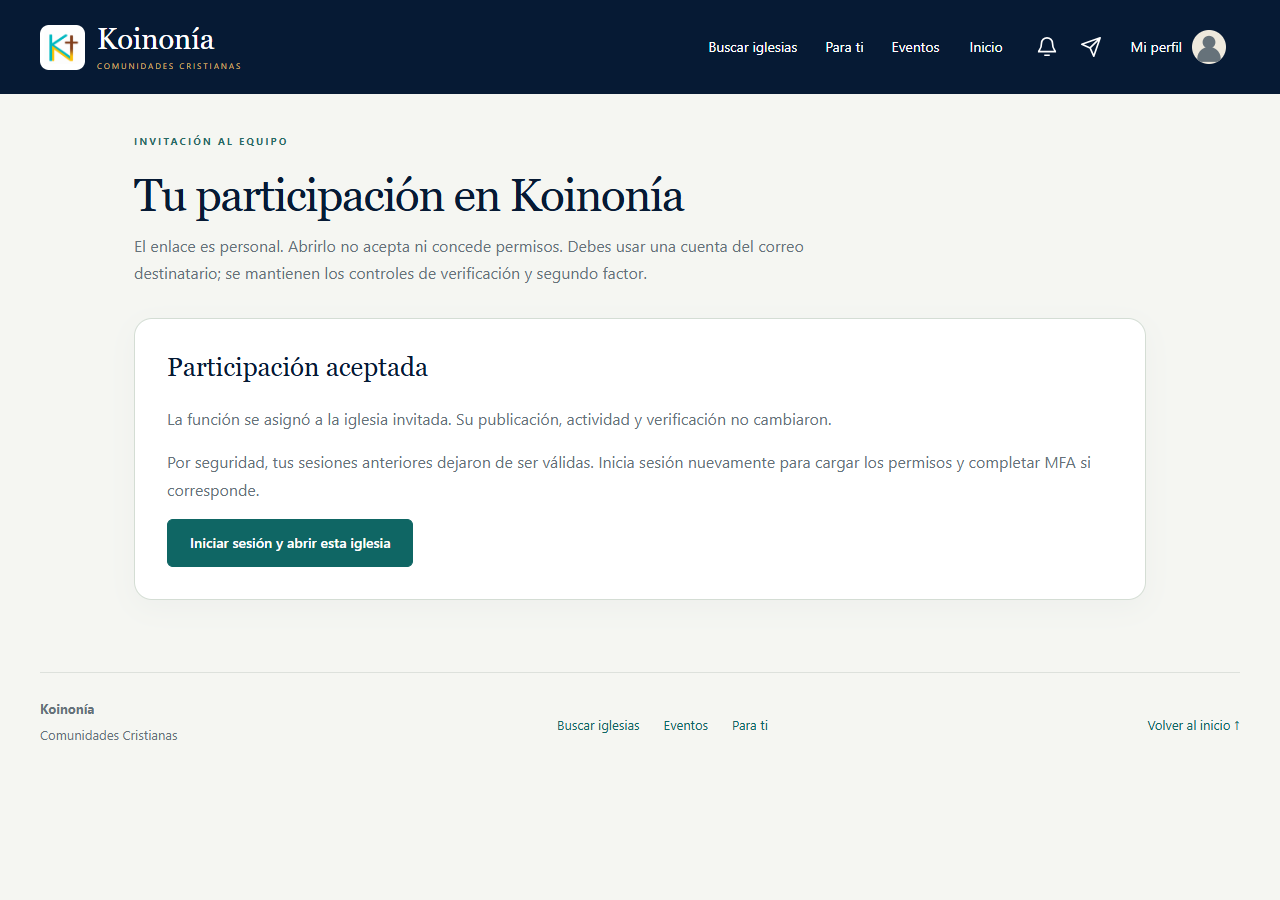 Koinonía
COMUNIDADES CRISTIANAS
Buscar iglesias
Para ti
Eventos
Inicio
Mi perfil
INVITACIÓN AL EQUIPO
Tu participación en Koinonía
El enlace es personal. Abrirlo no acepta ni concede permisos. Debes usar una cuenta del correo
destinatario; se mantienen los controles de verificación y segundo factor.
Participación aceptada
La función se asignó a la iglesia invitada. Su publicación, actividad y verificación no cambiaron.
Por seguridad, tus sesiones anteriores dejaron de ser válidas. Inicia sesión nuevamente para cargar los permisos y completar MFA si
corresponde.
Iniciar sesión y abrir esta iglesia
Koinonía
Comunidades Cristianas
Buscar iglesias
Eventos
Para ti
Volver al inicio ↑